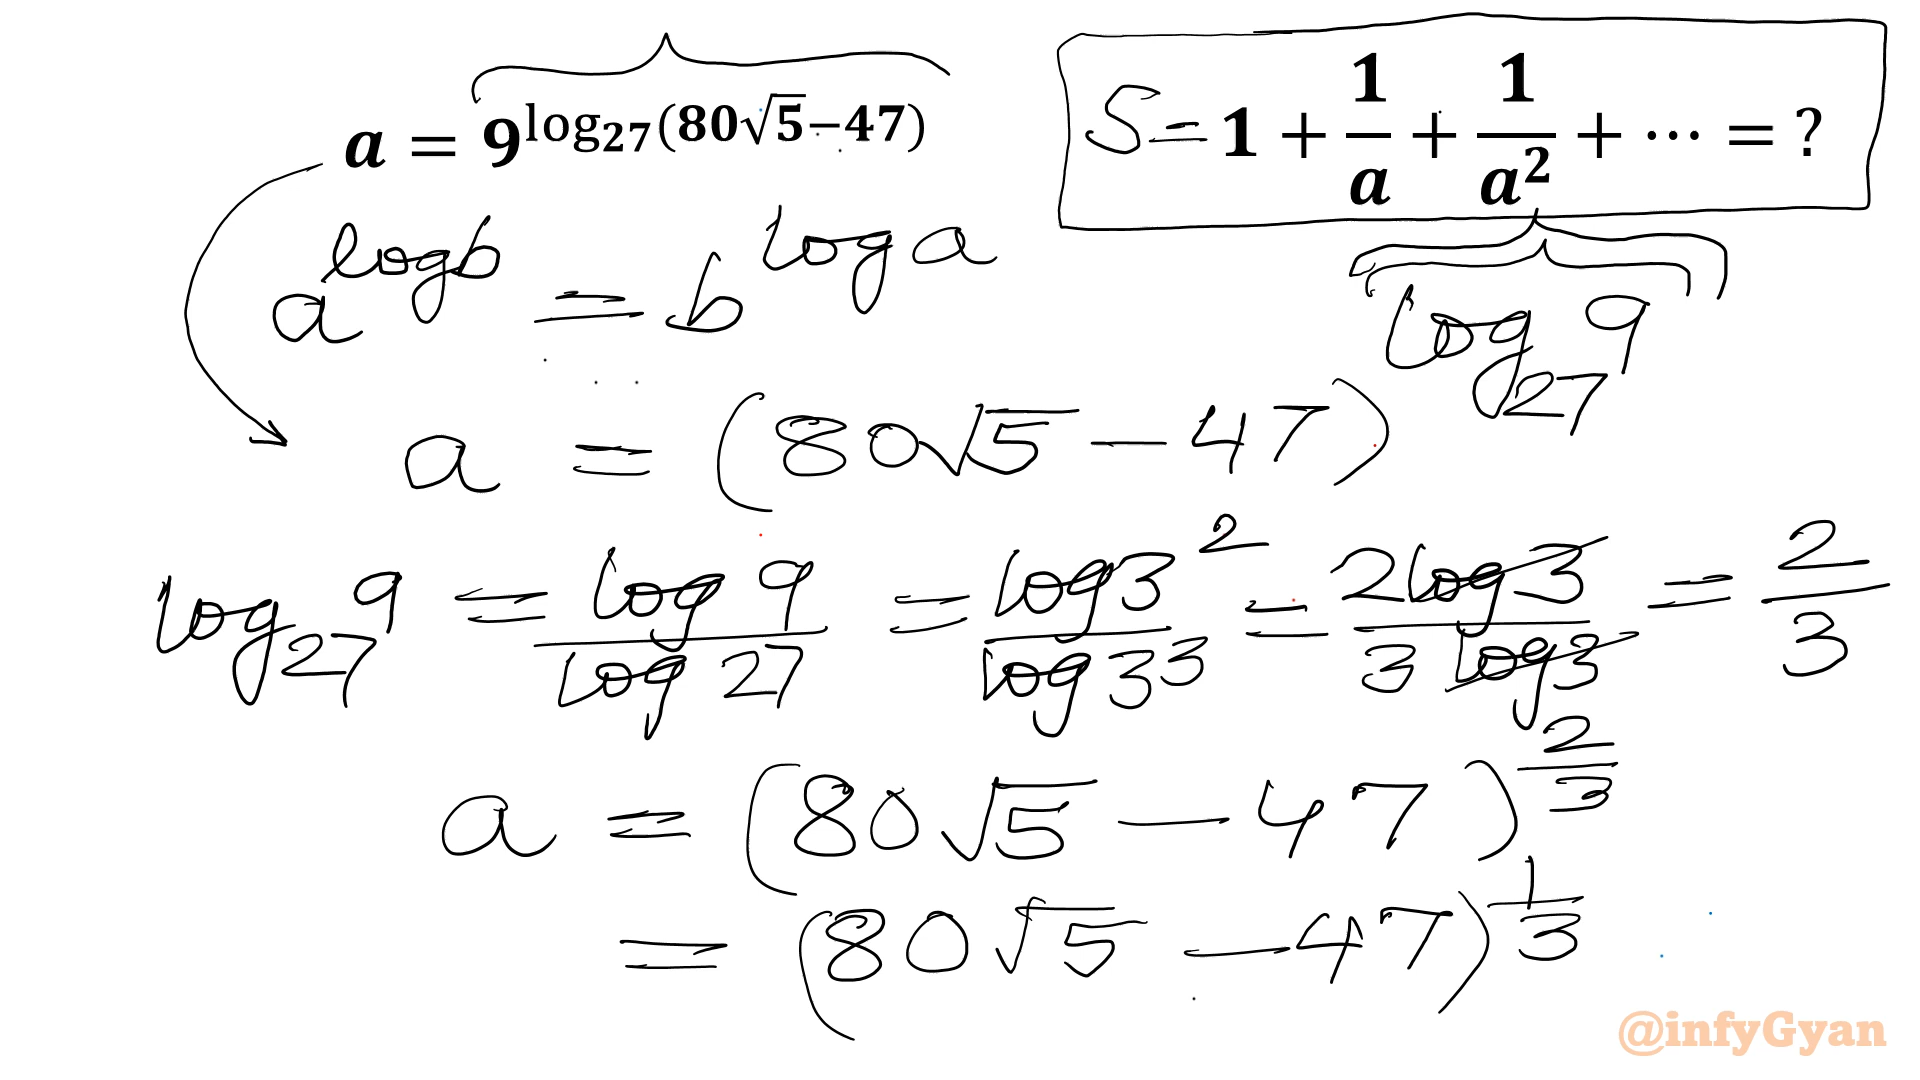 a = 9^{log₂₇(80√5−47)}
S = 1 + 1/a + 1/a² + ⋯ = ?
a^{log b} = b^{log a}
a = (80√5 − 47)^{log₂₇ 9}
log₂₇ 9 = log 9/log 27 = log 3²/log 3³ = 2 log 3/3 log 3 = 2/3
a = (80√5 − 47)^{2/3}
= (80√5 − 47)^{1/3}
@infyGyan